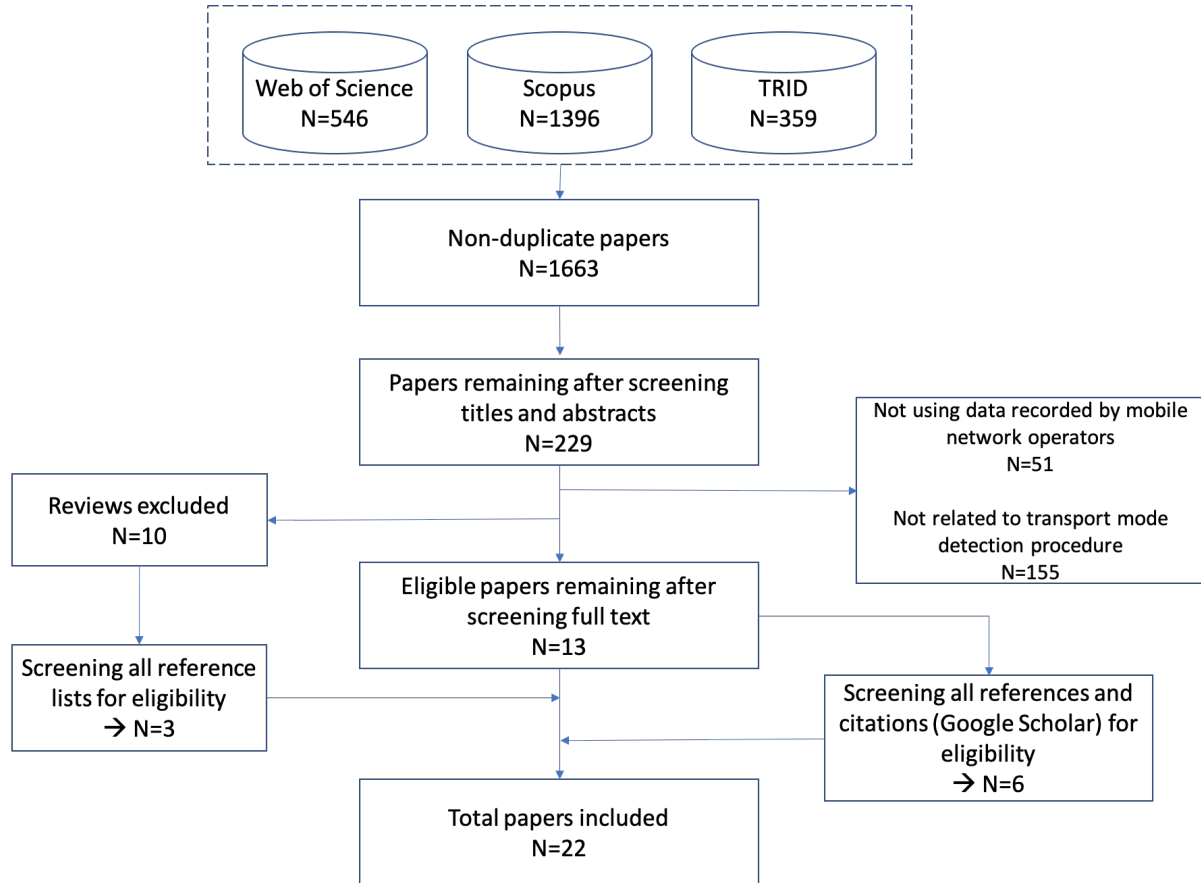 Web of Science
N=546
Scopus
N=1396
TRID
N=359
Non-duplicate papers
N=1663
Papers remaining after screening
titles and abstracts
N=229
Not using data recorded by mobile
network operators
N=51
Not related to transport mode
detection procedure
N=155
Reviews excluded
N=10
Eligible papers remaining after
screening full text
N=13
Screening all reference
lists for eligibility
→ N=3
Screening all references and
citations (Google Scholar) for
eligibility
→ N=6
Total papers included
N=22